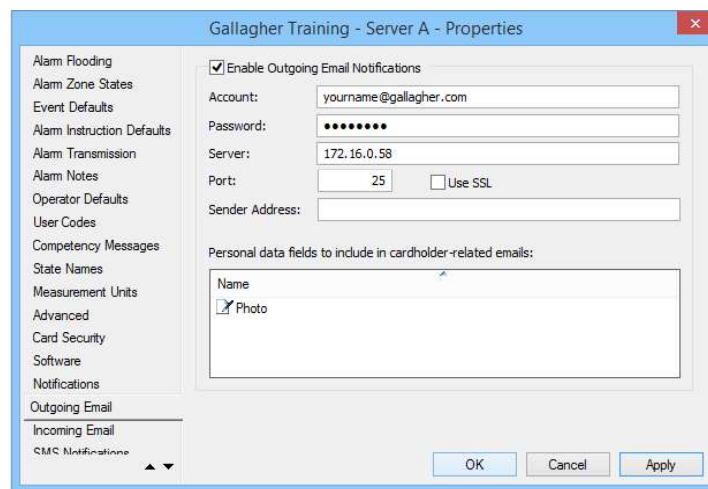 Gallagher Training - Server A - Properties
Alarm Flooding
Alarm Zone States
Event Defaults
Alarm Instruction Defaults
Alarm Transmission
Alarm Notes
Operator Defaults
User Codes
Competency Messages
State Names
Measurement Units
Advanced
Card Security
Software
Notifications
Outgoing Email
Incoming Email
SMS Notifications
Enable Outgoing Email Notifications
Account: yourname@gallagher.com
Password: ●●●●●●●●
Server: 172.16.0.58
Port: 25 Use SSL
Sender Address:
Personal data fields to include in cardholder-related emails:
Name
Photo
OK Cancel Apply